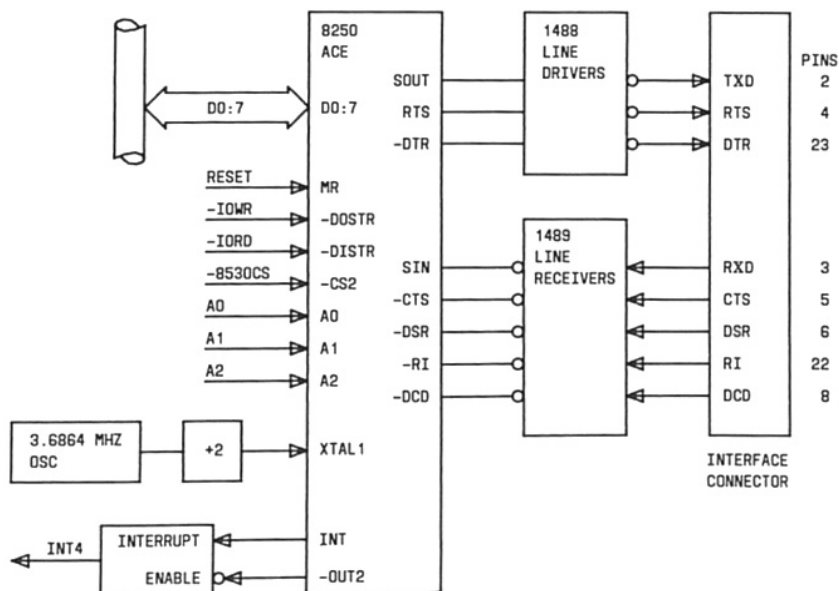 8250
ACE
1488
LINE
DRIVERS
PINS
SOUT
TXD
2
D0:7
D0:7
RTS
RTS
4
-DTR
DTR
23
RESET
MR
-IOWR
-DOSTR
1489
LINE
RECEIVERS
-IORD
-DISTR
SIN
RXD
3
-8530CS
-CS2
-CTS
CTS
5
A0
A0
-DSR
DSR
6
A1
A1
-RI
RI
22
A2
A2
-DCD
DCD
8
3.6864 MHZ
OSC
+2
XTAL1
INTERFACE
CONNECTOR
INT4
INTERRUPT
INT
ENABLE
-OUT2